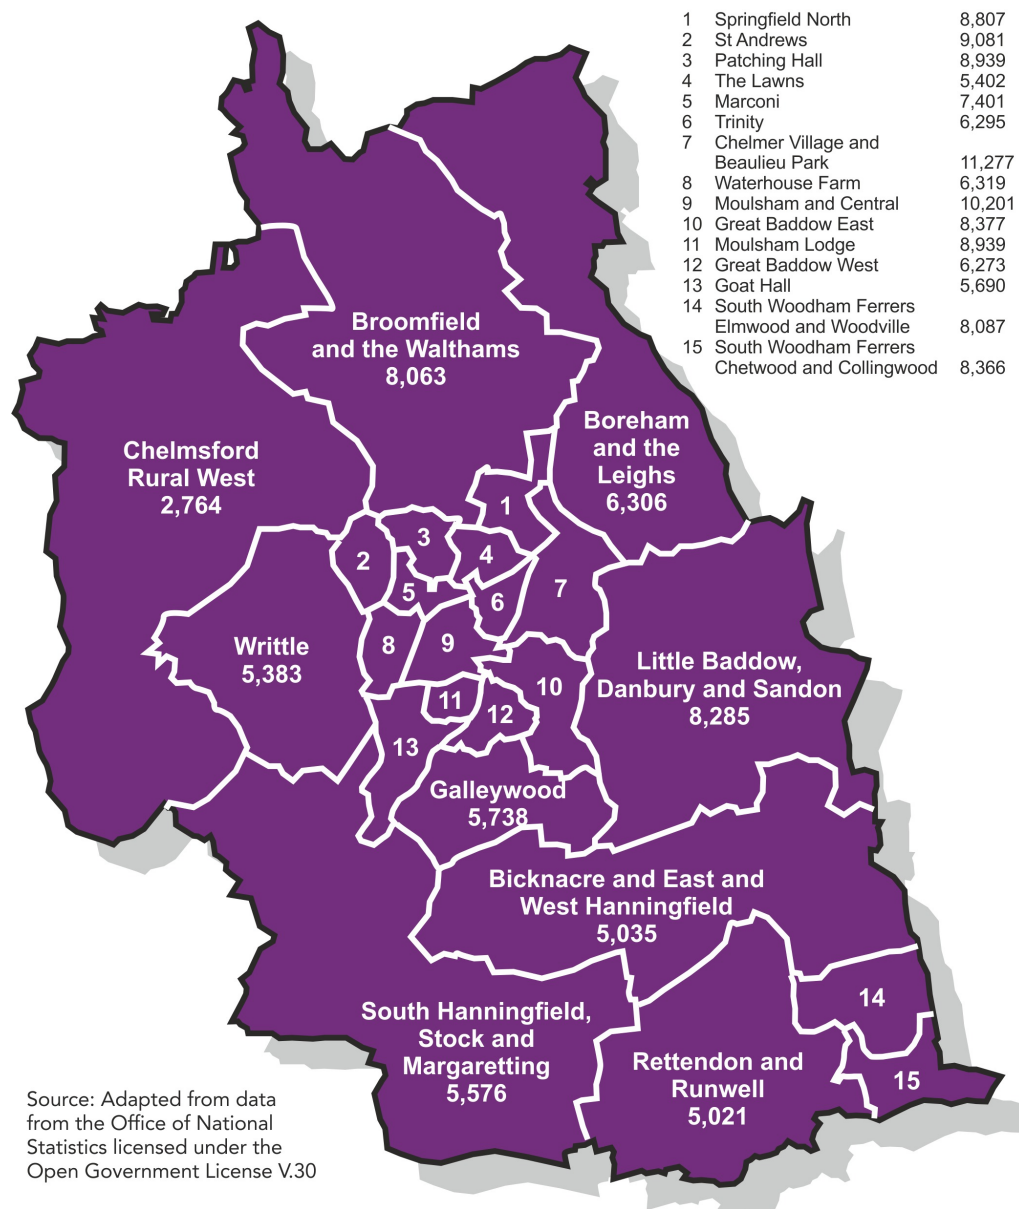 1 Springfield North 8,807
2 St Andrews 9,081
3 Patching Hall 8,939
4 The Lawns 5,402
5 Marconi 7,401
6 Trinity 6,295
7 Chelmer Village and
Beaulieu Park 11,277
8 Waterhouse Farm 6,319
9 Moulsham and Central 10,201
10 Great Baddow East 8,377
11 Moulsham Lodge 8,939
12 Great Baddow West 6,273
13 Goat Hall 5,690
14 South Woodham Ferrers
Elmwood and Woodville 8,087
15 South Woodham Ferrers
Chetwood and Collingwood 8,366
Broomfield
and the Walthams
8,063
Boreham
and the
Leighs
6,306
Chelmsford
Rural West
2,764
1
3
4
2
5
6
7
Writtle
5,383
8
9
10
11
12
13
Little Baddow,
Danbury and Sandon
8,285
Galleywood
5,738
Bicknacre and East and
West Hanningfield
5,035
South Hanningfield,
Stock and
Margaretting
5,576
Rettendon and
Runwell
5,021
14
15
Source: Adapted from data
from the Office of National
Statistics licensed under the
Open Government License V.30